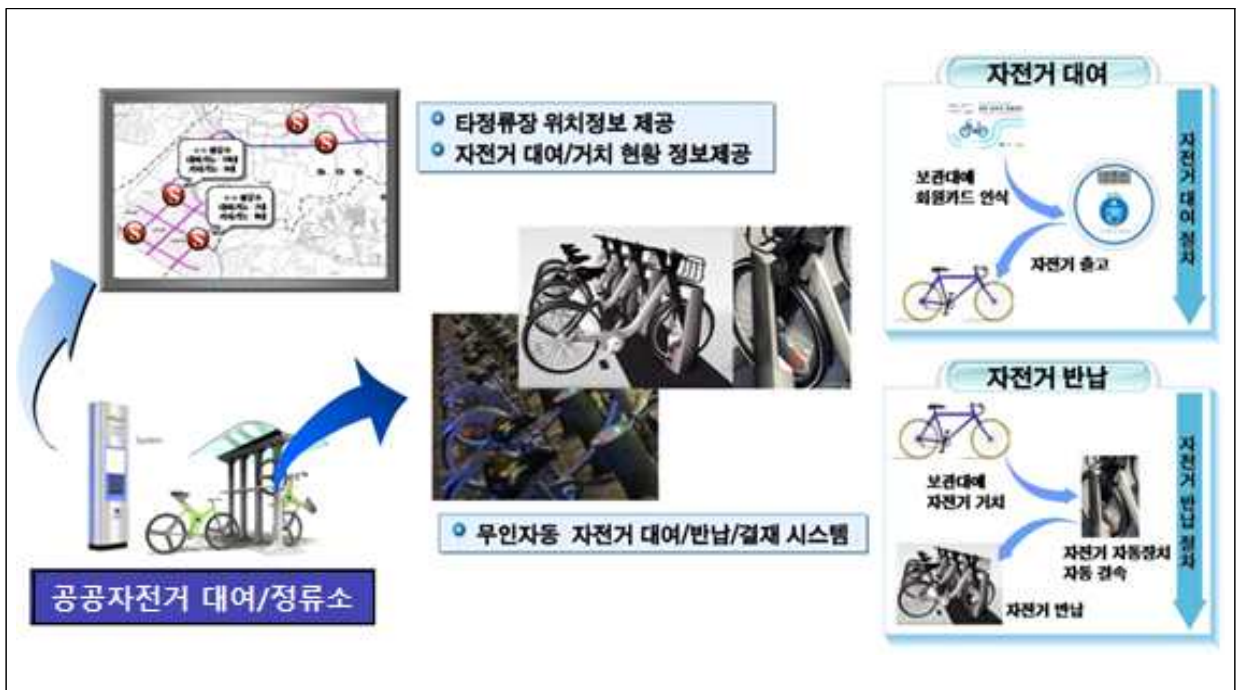 타정류장 위치정보 제공
자전거 대여/거치 현황 정보제공
System
공공자전거 대여/정류소
무인자동 자전거 대여/반납/결재 시스템
자전거 대여
보관대에
회원카드 인식
자전거 출고
자전거 대여 절차
자전거 반납
보관대에
자전거 거치
자전거 자동장치
자동 결속
자전거 반납
자전거 반납 절차